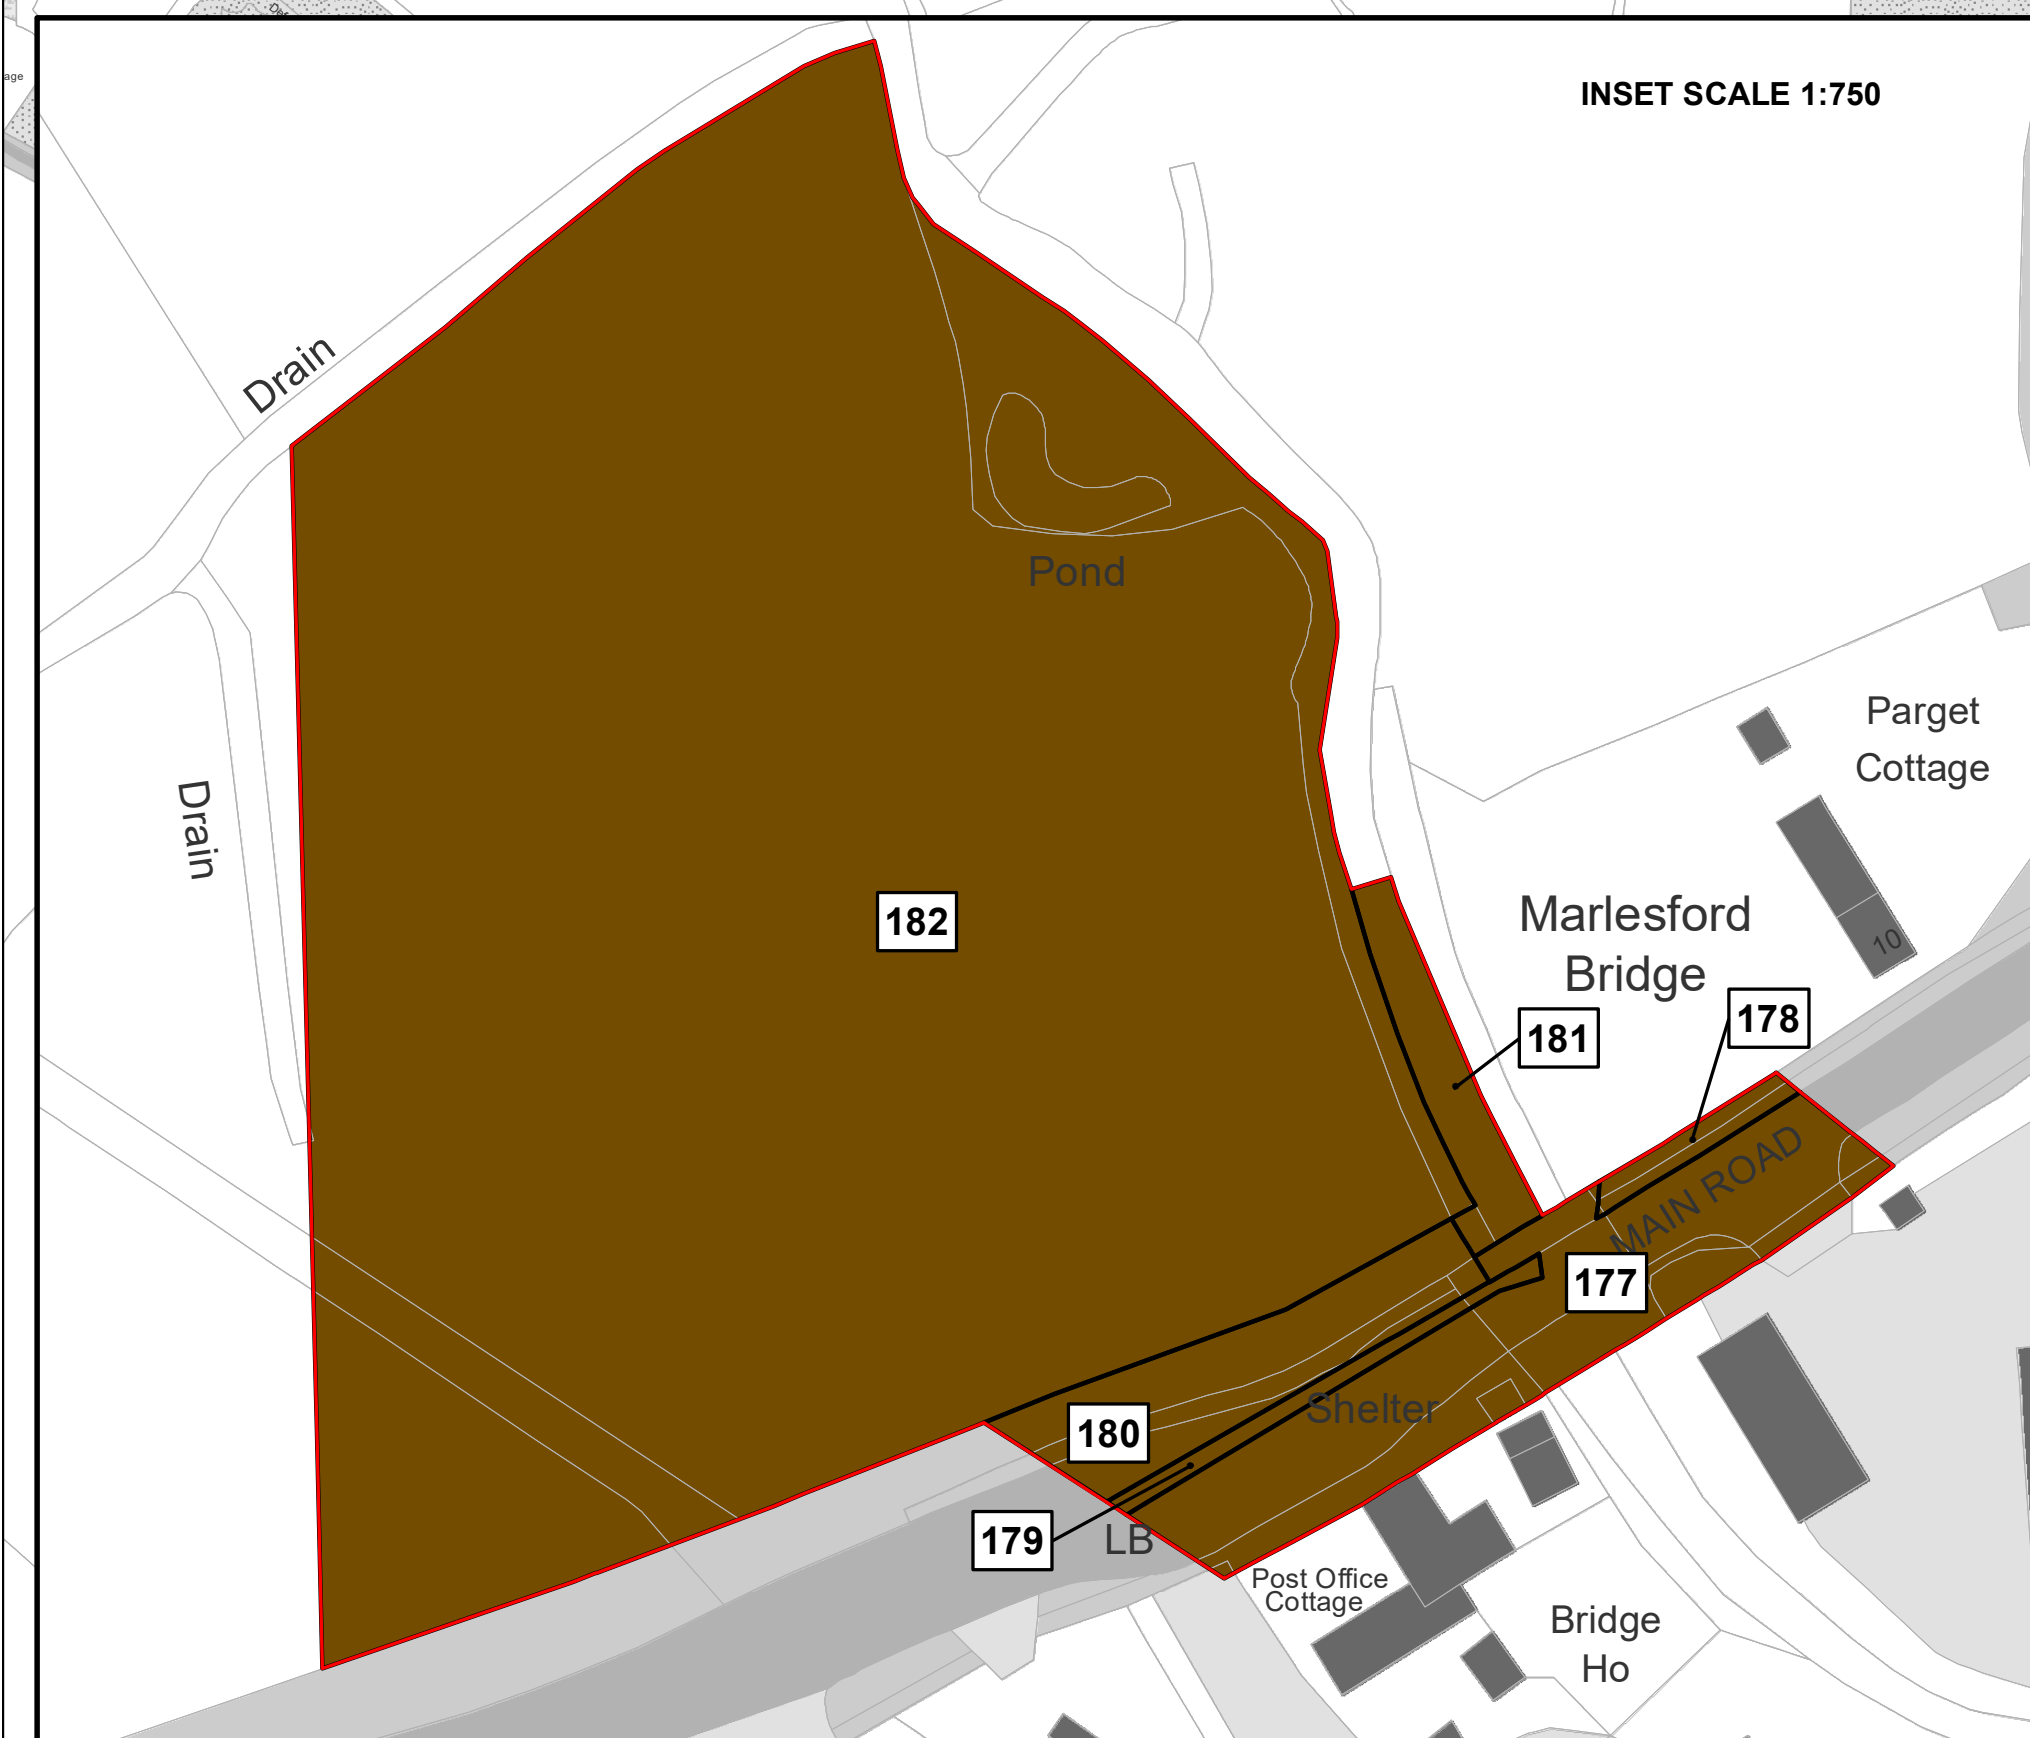 age
INSET SCALE 1:750
Drain
Pond
Drain
Parget
Cottage
182
Marlesford
Bridge
10
181
178
MAIN ROAD
177
Shelter
180
179
LB
Post Office
Cottage
Bridge
Ho